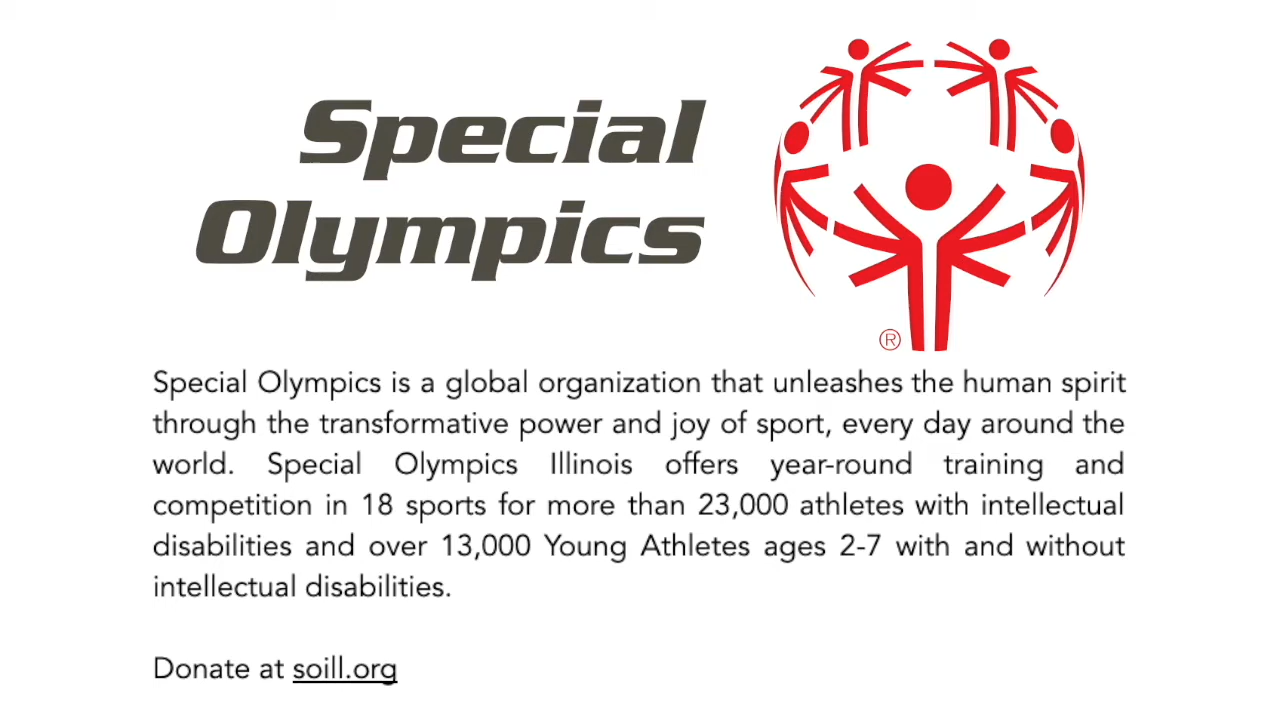 Special
Olympics
®
Special Olympics is a global organization that unleashes the human spirit
through the transformative power and joy of sport, every day around the
world. Special Olympics Illinois offers year-round training and
competition in 18 sports for more than 23,000 athletes with intellectual
disabilities and over 13,000 Young Athletes ages 2-7 with and without
intellectual disabilities.
Donate at soill.org